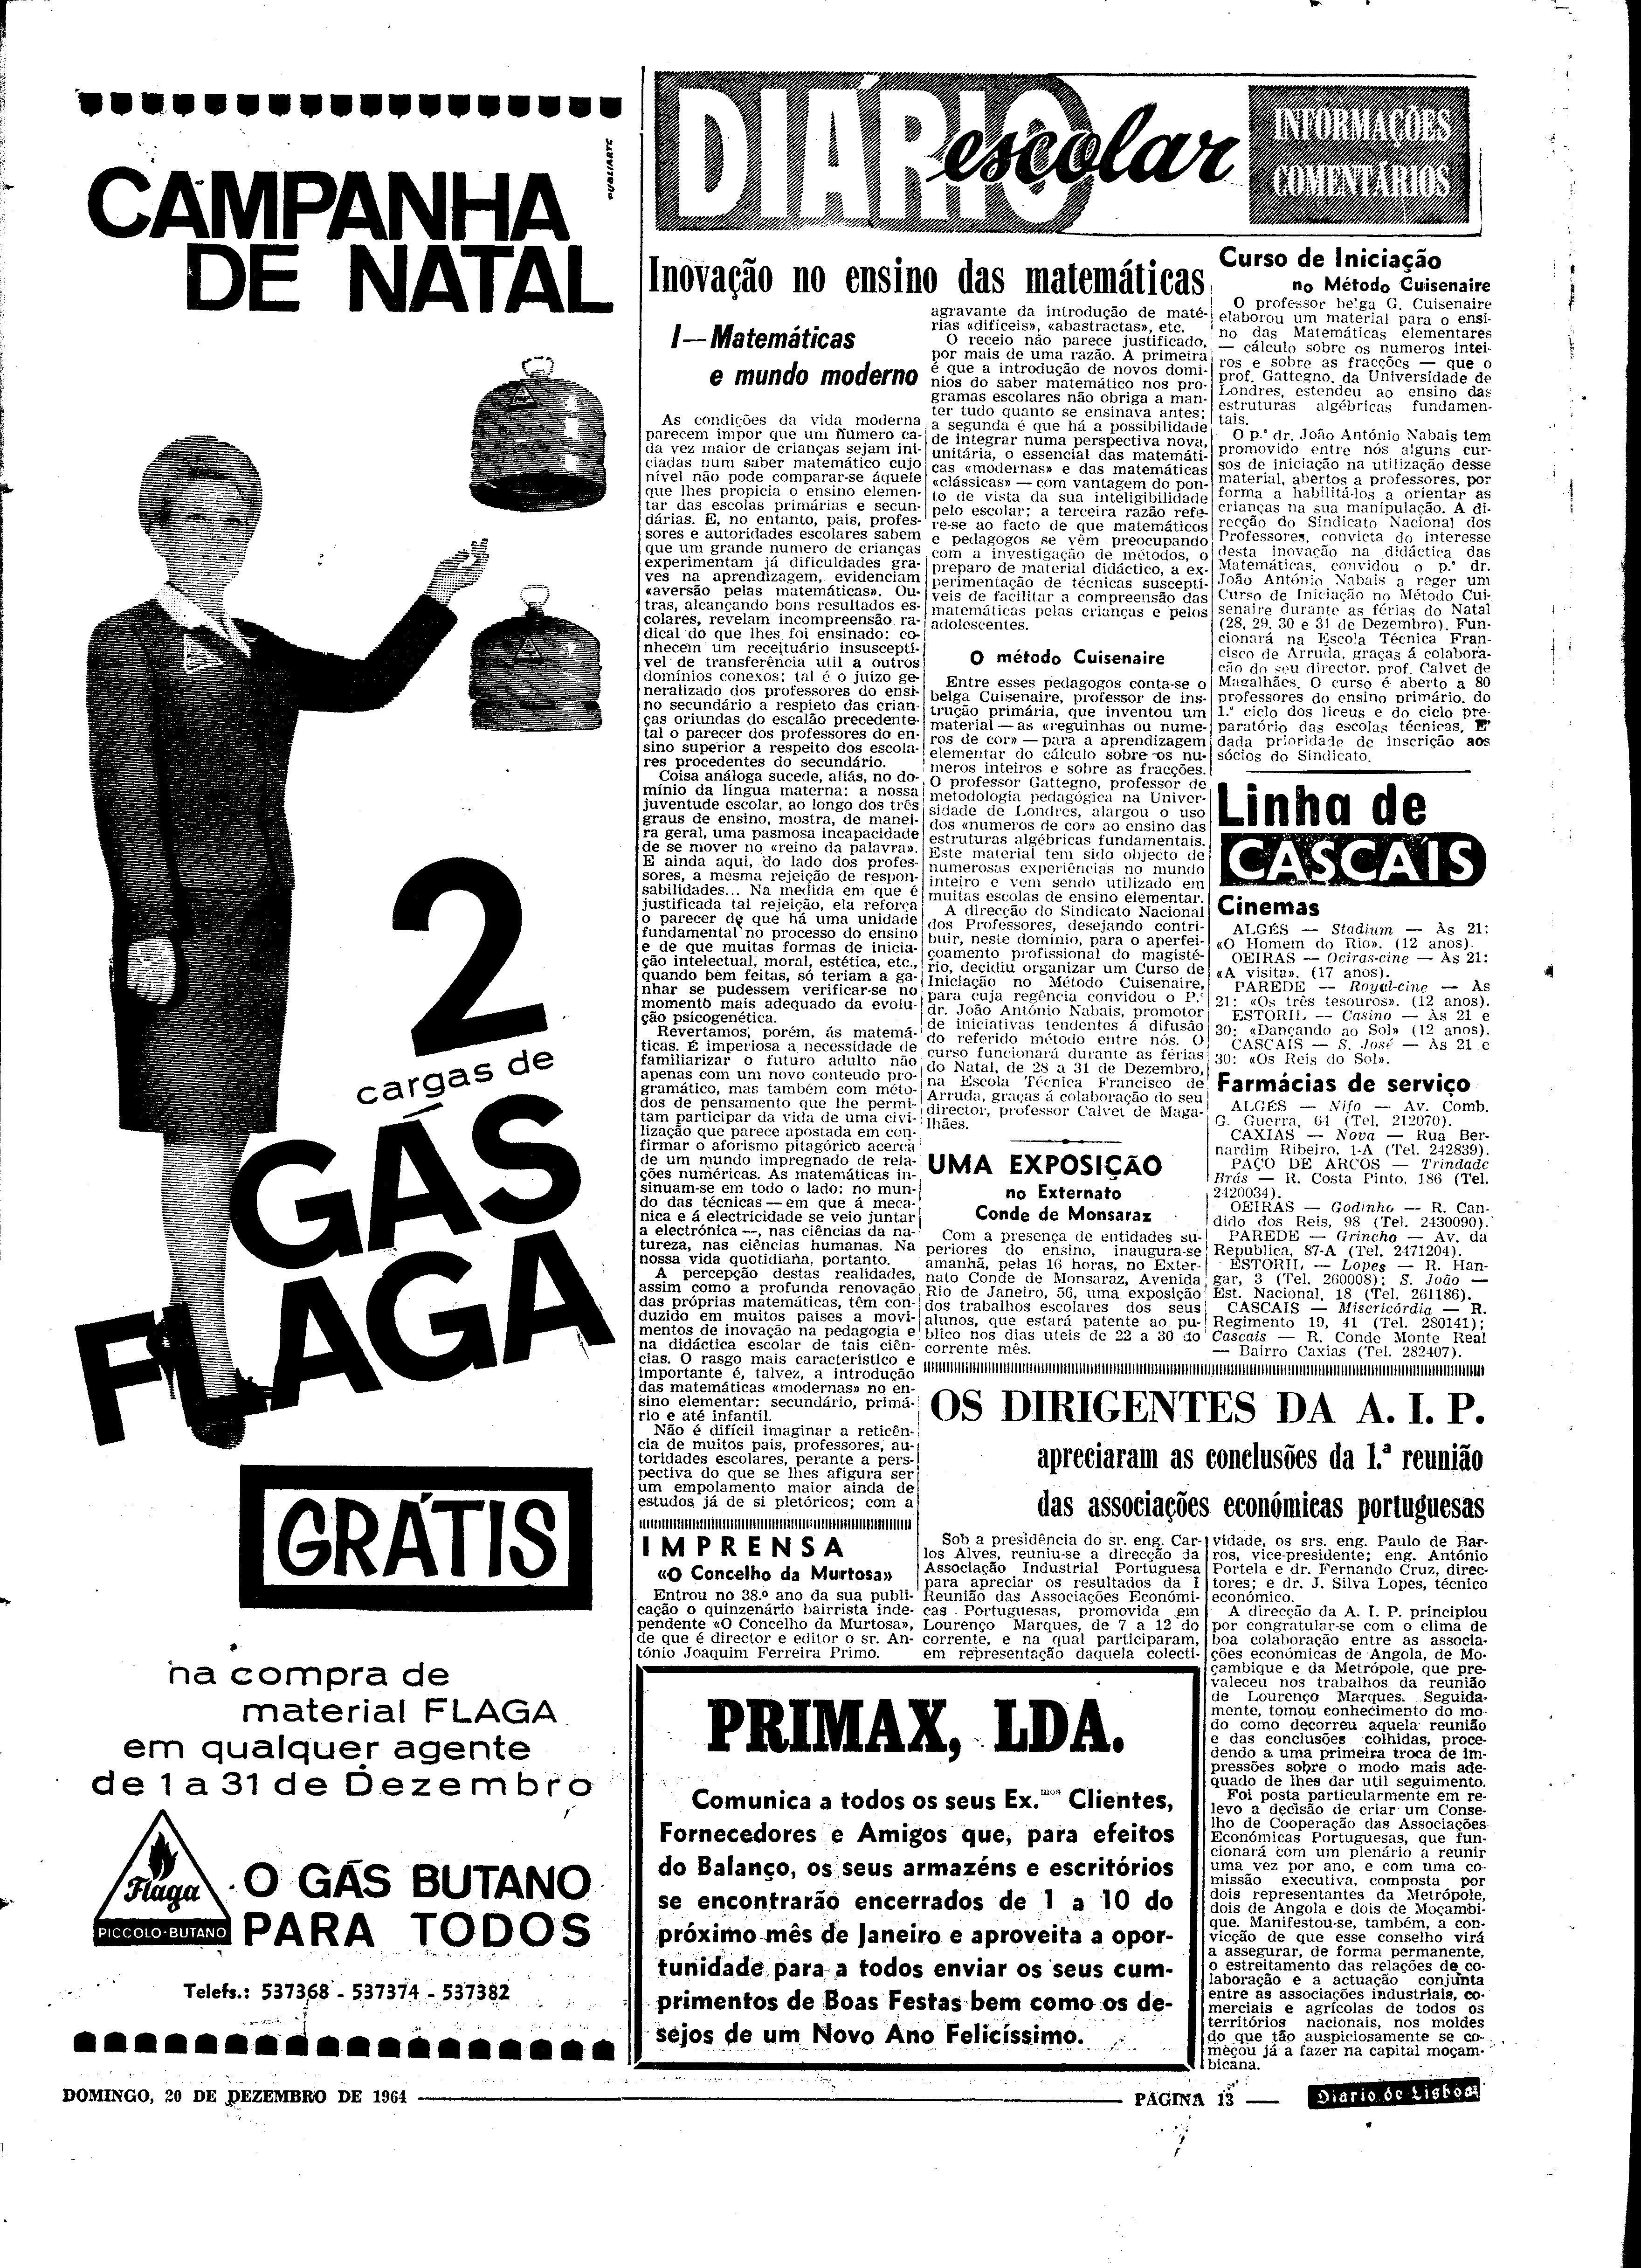 PUBLIARTE
CAMPANHA
DE NATAL
2
cargas de
GÁS
FLAGA
GRÁTIS
na compra de
material FLAGA
em qualquer agente
de 1 a 31 de Dezembro
Flaga
PICCOLO-BUTANO
O GÁS BUTANO
PARA TODOS
Telefs.: 537368 - 537374 - 537382
DIÁRIO escolar
INFORMAÇÕES
COMENTÁRIOS
Inovação no ensino das matemáticas
I—Matemáticas
e mundo moderno
As condições da vida moderna
parecem impor que um número ca-
da vez maior de crianças sejam ini-
ciadas num saber matemático cujo
nível não pode comparar-se àquele
que lhes propicia o ensino elemen-
tar das escolas primárias e secun-
dárias. E, no entanto, pais, profes-
sores e autoridades escolares sabem
que um grande numero de crianças
experimentam já dificuldades gra-
ves na aprendizagem, evidenciam
«aversão pelas matemáticas». Ou-
tras, alcançando bons resultados es-
colares, revelam incompreensão ra-
dical do que lhes foi ensinado: co-
nhecem um receituário insusceptí-
vel de transferência util a outros
domínios conexos; tal é o juízo ge-
neralizado dos professores do ensi-
no secundário a respeito das crian-
ças oriundas do escalão precedente-
tal o parecer dos professores do en-
sino superior a respeito dos escola-
res procedentes do secundário.
Coisa análoga sucede, aliás, no do-
mínio da língua materna: a nossa
juventude escolar, ao longo dos três
graus de ensino, mostra, de manei-
ra geral, uma pasmosa incapacidade
de se mover no «reino da palavra».
E ainda aqui, do lado dos profes-
sores, a mesma rejeição de respon-
sabilidades... Na medida em que é
justificada tal rejeição, ela reforça
o parecer de que há uma unidade
fundamental no processo do ensino
e de que muitas formas de inicia-
ção intelectual, moral, estética, etc.,
quando bem feitas, só teriam a ga-
nhar se pudessem verificar-se no
momento mais adequado da evolu-
ção psicogenética.
Revertamos, porém, ás matemá-
ticas. É imperiosa a necessidade de
familiarizar o futuro adulto não
apenas com um novo conteudo pro-
gramático, mas também com méto-
dos de pensamento que lhe permi-
tam participar da vida de uma civi-
lização que parece apostada em con-
firmar o aforismo pitagórico acerca
de um mundo impregnado de rela-
ções numéricas. As matemáticas in-
sinuam-se em todo o lado: no mun-
do das técnicas — em que á meca-
nica e á electricidade se veio juntar
a electrónica —, nas ciências da na-
tureza, nas ciências humanas. Na
nossa vida quotidiana, portanto.
A percepção destas realidades,
assim como a profunda renovação
das próprias matemáticas, têm con-
duzido em muitos países a movi-
mentos de inovação na pedagogia e
na didáctica escolar de tais ciên-
cias. O rasgo mais característico e
importante é, talvez, a introdução
das matemáticas «modernas» no en-
sino elementar: secundário, primá-
rio e até infantil.
Não é difícil imaginar a reticên-
cia de muitos pais, professores, au-
toridades escolares, perante a pers-
pectiva do que se lhes afigura ser
um empolamento maior ainda de
estudos já de si pletóricos; com a
agravante da introdução de maté-
rias «difíceis», «abastractas», etc.
O receio não parece justificado,
por mais de uma razão. A primeira
é que a introdução de novos domí-
nios do saber matemático nos pro-
gramas escolares não obriga a man-
ter tudo quanto se ensinava antes;
a segunda é que há a possibilidade
de integrar numa perspectiva nova,
unitária, o essencial das matemáti-
cas «modernas» e das matemáticas
«clássicas» — com vantagem do pon-
to de vista da sua inteligibilidade
pelo escolar; a terceira razão refe-
re-se ao facto de que matemáticos
e pedagogos se vêm preocupando
com a investigação de métodos, o
preparo de material didáctico, a ex-
perimentação de técnicas susceptí-
veis de facilitar a compreensão das
matemáticas pelas crianças e pelos
adolescentes.
O método Cuisenaire
Entre esses pedagogos conta-se o
belga Cuisenaire, professor de ins-
trução primária, que inventou um
material — as «reguinhas ou nume-
ros de cor» — para a aprendizagem
elementar do cálculo sobre os nu-
meros inteiros e sobre as fracções.
O professor Gattegno, professor de
metodologia pedagógica na Univer-
sidade de Londres, alargou o uso
dos «numeros de cor» ao ensino das
estruturas algébricas fundamentais.
Este material tem sido objecto de
numerosas experiências no mundo
inteiro e vem sendo utilizado em
muitas escolas de ensino elementar.
A direcção do Sindicato Nacional
dos Professores, desejando contri-
buir, neste domínio, para o aperfei-
çoamento profissional do magisté-
rio, decidiu organizar um Curso de
Iniciação no Método Cuisenaire,
para cuja regência convidou o P.ᵉ
dr. João António Nabais, promotor
de iniciativas tendentes á difusão
do referido método entre nós. O
curso funcionará durante as férias
do Natal, de 28 a 31 de Dezembro,
na Escola Técnica Francisco de
Arruda, graças á colaboração do seu
director, professor Calvet de Maga-
lhães.
UMA EXPOSIÇÃO
no Externato
Conde de Monsaraz
Com a presença de entidades su-
periores do ensino, inaugura-se
amanhã, pelas 16 horas, no Exter-
nato Conde de Monsaraz, Avenida
Rio de Janeiro, 56, uma exposição
dos trabalhos escolares dos seus
alunos, que estará patente ao pu-
blico nos dias uteis de 22 a 30 do
corrente mês.
Curso de Iniciação
no Método Cuisenaire
O professor belga G. Cuisenaire
elaborou um material para o ensi-
no das Matemáticas elementares
— cálculo sobre os numeros intei-
ros e sobre as fracções — que o
prof. Gattegno, da Universidade de
Londres, estendeu ao ensino das
estruturas algébricas fundamen-
tais.
O p.ᵉ dr. João António Nabais tem
promovido entre nós alguns cur-
sos de iniciação na utilização desse
material, abertos a professores, por
forma a habilitá-los a orientar as
crianças na sua manipulação. A di-
recção do Sindicato Nacional dos
Professores, convicta do interesse
desta inovação na didáctica das
Matemáticas, convidou o p.ᵉ dr.
João António Nabais a reger um
Curso de Iniciação no Método Cui-
senaire durante as férias do Natal
(28, 29, 30 e 31 de Dezembro). Fun-
cionará na Escola Técnica Fran-
cisco de Arruda, graças á colabora-
ção do seu director, prof. Calvet de
Magalhães. O curso é aberto a 80
professores do ensino primário, do
1.º ciclo dos liceus e do ciclo pre-
paratório das escolas técnicas. E'
dada prioridade de inscrição aos
sócios do Sindicato.
Linha de
CASCAIS
Cinemas
ALGÉS — Stadium — Às 21:
«O Homem do Rio». (12 anos).
OEIRAS — Oeiras-cine — Às 21:
«A visita». (17 anos).
PAREDE — Royal-cine — Às
21: «Os três tesouros». (12 anos).
ESTORIL — Casino — Às 21 e
30: «Dançando ao Sol» (12 anos).
CASCAIS — S. José — Às 21 e
30: «Os Reis do Sol».
Farmácias de serviço
ALGÉS — Nifo — Av. Comb.
G. Guerra, 61 (Tel. 212070).
CAXIAS — Nova — Rua Ber-
nardim Ribeiro, 1-A (Tel. 242839).
PAÇO DE ARCOS — Trindade
Brás — R. Costa Pinto, 186 (Tel.
2420034).
OEIRAS — Godinho — R. Can-
dido dos Reis, 98 (Tel. 2430090).
PAREDE — Grincho — Av. da
Republica, 87-A (Tel. 2471204).
ESTORIL — Lopes — R. Han-
gar, 3 (Tel. 260008); S. João —
Est. Nacional, 18 (Tel. 261186).
CASCAIS — Misericórdia — R.
Regimento 19, 41 (Tel. 280141);
Cascais — R. Conde Monte Real
— Bairro Caxias (Tel. 282407).
IMPRENSA
«O Concelho da Murtosa»
Entrou no 38.º ano da sua publi-
cação o quinzenário bairrista inde-
pendente «O Concelho da Murtosa»,
de que é director e editor o sr. An-
tónio Joaquim Ferreira Primo.
OS DIRIGENTES DA A. I. P.
apreciaram as conclusões da 1.ª reunião
das associações económicas portuguesas
Sob a presidência do sr. eng. Car-
los Alves, reuniu-se a direcção da
Associação Industrial Portuguesa
para apreciar os resultados da I
Reunião das Associações Económi-
cas Portuguesas, promovida em
Lourenço Marques, de 7 a 12 do
corrente, e na qual participaram,
em representação daquela colecti-
vidade, os srs. eng. Paulo de Bar-
ros, vice-presidente; eng. António
Portela e dr. Fernando Cruz, direc-
tores; e dr. J. Silva Lopes, técnico
económico.
A direcção da A. I. P. principiou
por congratular-se com o clima de
boa colaboração entre as associa-
ções económicas de Angola, de Mo-
çambique e da Metrópole, que pre-
valeceu nos trabalhos da reunião
de Lourenço Marques. Seguida-
mente, tomou conhecimento do mo-
do como decorreu aquela reunião
e das conclusões colhidas, proce-
dendo a uma primeira troca de im-
pressões sobre o modo mais ade-
quado de lhes dar util seguimento.
Foi posta particularmente em re-
levo a decisão de criar um Conse-
lho de Cooperação das Associações
Económicas Portuguesas, que fun-
cionará com um plenário a reunir
uma vez por ano, e com uma co-
missão executiva, composta por
dois representantes da Metrópole,
dois de Angola e dois de Moçambi-
que. Manifestou-se, também, a con-
vicção de que esse conselho virá
a assegurar, de forma permanente,
o estreitamento das relações de co-
laboração e a actuação conjunta
entre as associações industriais, co-
merciais e agrícolas de todos os
territórios nacionais, nos moldes
do que tão auspiciosamente se co-
meçou já a fazer na capital moçam-
bicana.
PRIMAX, LDA.
Comunica a todos os seus Ex.ᵐᵒˢ Clientes,
Fornecedores e Amigos que, para efeitos
do Balanço, os seus armazéns e escritórios
se encontrarão encerrados de 1 a 10 do
próximo mês de Janeiro e aproveita a opor-
tunidade para a todos enviar os seus cum-
primentos de Boas Festas bem como os de-
sejos de um Novo Ano Felicíssimo.
DOMINGO, 20 DE DEZEMBRO DE 1964
PÁGINA 13
Diario de Lisboa